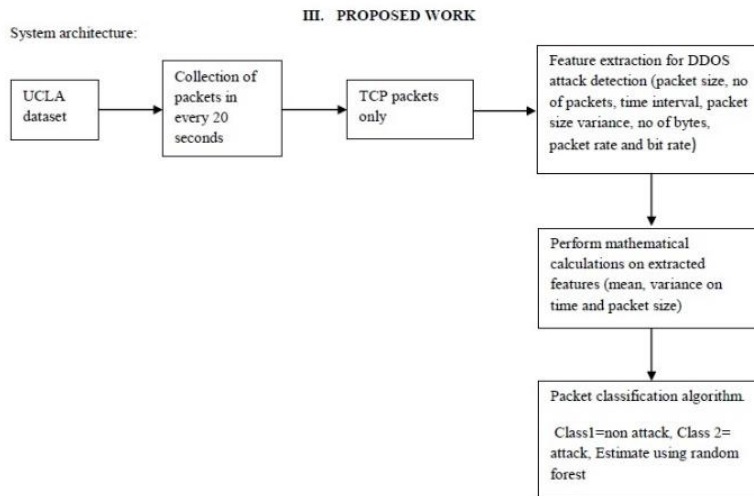 III. PROPOSED WORK
System architecture:
UCLA
dataset
Collection of
packets in
every 20
seconds
TCP packets
only
Feature extraction for DDOS
attack detection (packet size, no
of packets, time interval, packet
size variance, no of bytes,
packet rate and bit rate)
Perform mathematical
calculations on extracted
features (mean, variance on
time and packet size)
Packet classification algorithm.
Class1=non attack, Class 2=
attack, Estimate using random
forest